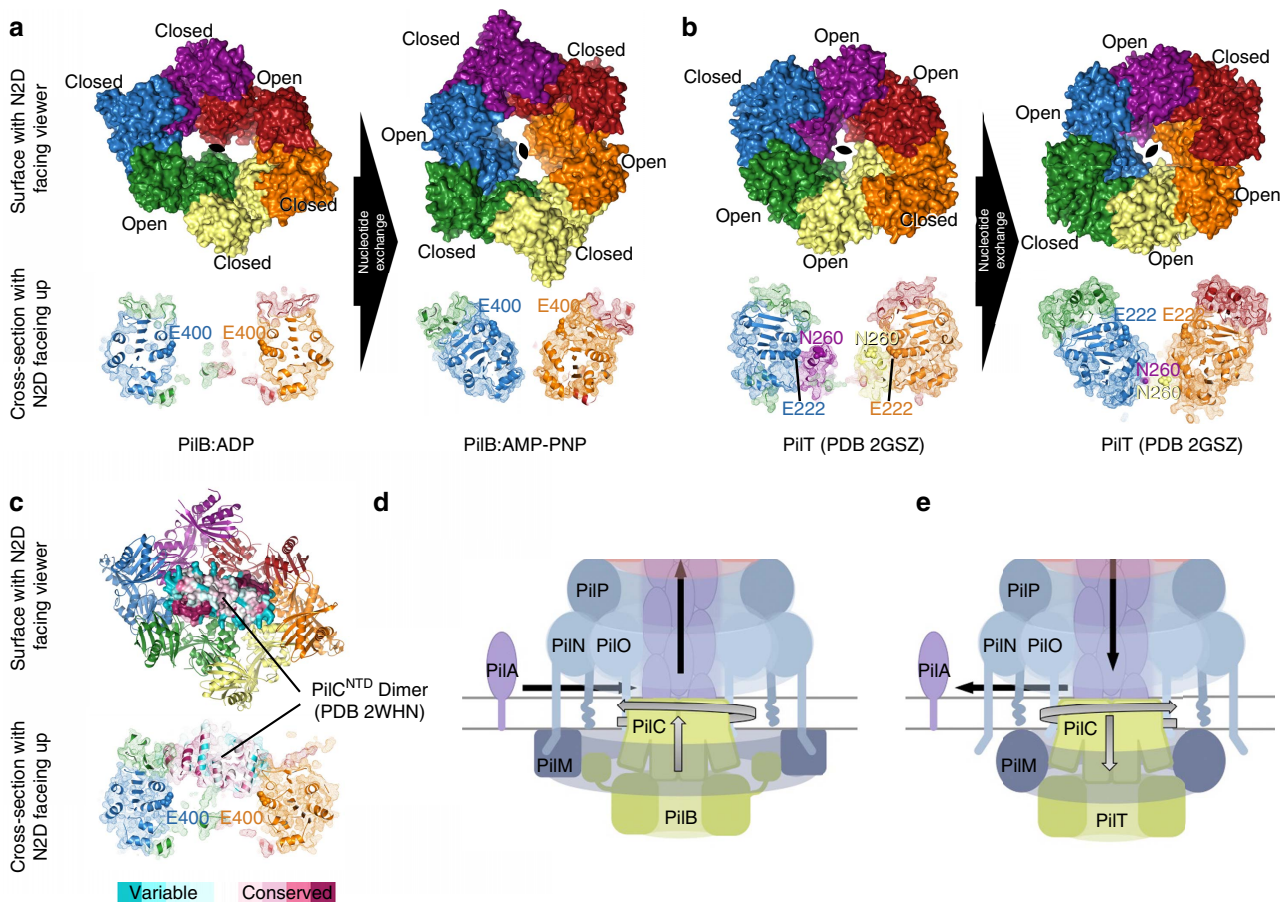 a
Surface with N2D
facing viewer
Closed
Closed
Open
Open
Closed
Closed
Nucleotide
exchange
Closed
Closed
Open
Open
Closed
Closed
Cross-section with
N2D faceing up
E400
E400
E400
E400
PilB:ADP
PilB:AMP-PNP
b
Open
Closed
Open
Open
Closed
Open
Nucleotide
exchange
Open
Closed
Open
Open
Closed
Open
N260
N260
E222
E222
E222
E222
N260
N260
PilT (PDB 2GSZ)
PilT (PDB 2GSZ)
c
Surface with N2D
facing viewer
PilCNTD Dimer
(PDB 2WHN)
Cross-section with
N2D faceing up
E400
E400
Variable
Conserved
d
PilP
PilN
PilO
PilA
PilC
PilM
PilB
e
PilP
PilN
PilO
PilA
PilC
PilM
PilT